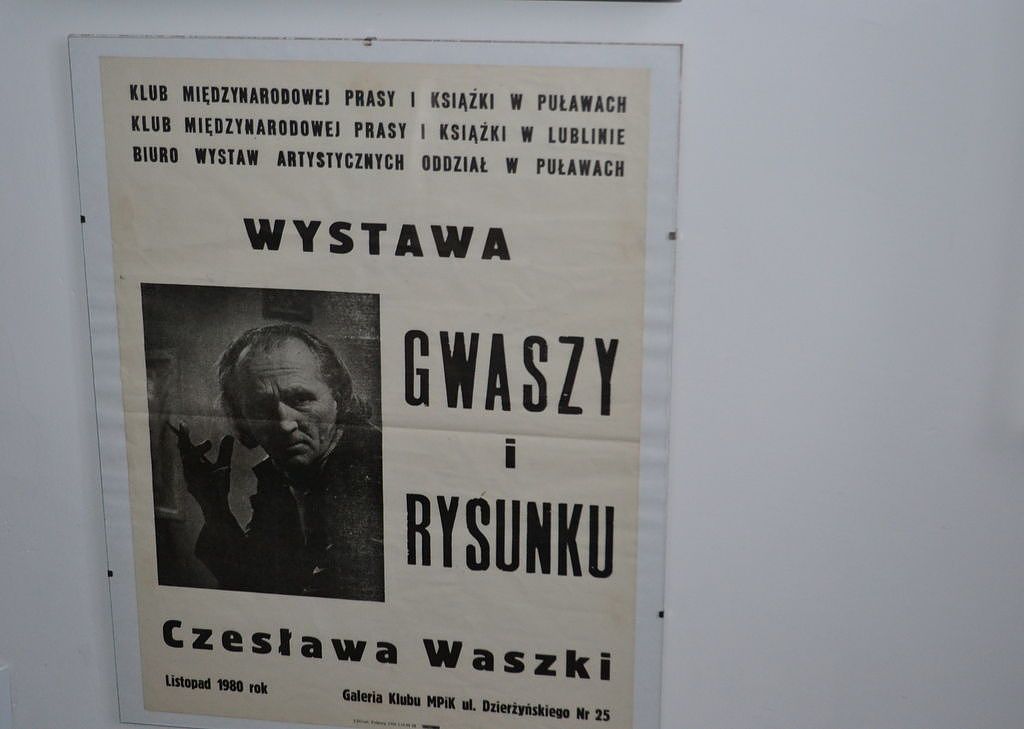 KLUB MIĘDZYNARODOWEJ PRASY I KSIĄŻKI W PUŁAWACH
KLUB MIĘDZYNARODOWEJ PRASY I KSIĄŻKI W LUBLINIE
BIURO WYSTAW ARTYSTYCZNYCH ODDZIAŁ W PUŁAWACH
WYSTAWA
GWASZY
i
RYSUNKU
Czesława Waszki
Listopad 1980 rok
Galeria Klubu MPiK ul. Dzierżyńskiego Nr 25